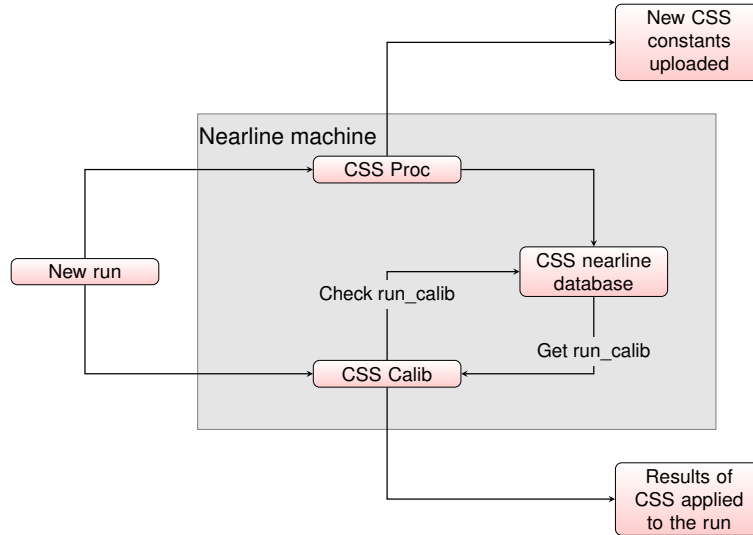 New CSS
constants
uploaded
Nearline machine
CSS Proc
New run
CSS nearline
database
Check run_calib
Get run_calib
CSS Calib
Results of
CSS applied
to the run